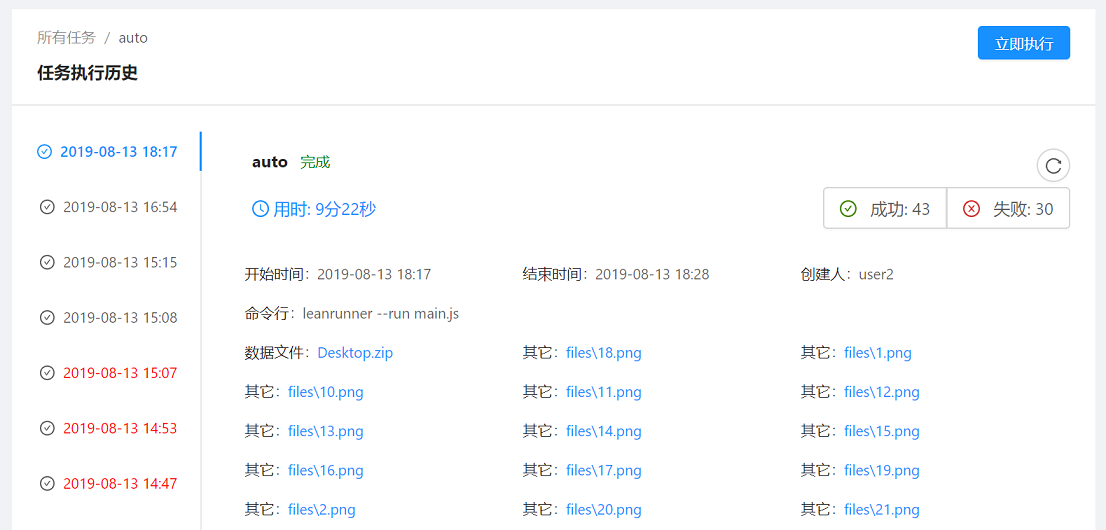 所有任务 / auto
立即执行
任务执行历史
2019-08-13 18:17
2019-08-13 16:54
2019-08-13 15:15
2019-08-13 15:08
2019-08-13 15:07
2019-08-13 14:53
2019-08-13 14:47
auto 完成
用时: 9分22秒
成功: 43
失败: 30
开始时间：2019-08-13 18:17 结束时间：2019-08-13 18:28 创建人：user2
命令行：leanrunner --run main.js
数据文件：Desktop.zip 其它：files\18.png 其它：files\1.png
其它：files\10.png 其它：files\11.png 其它：files\12.png
其它：files\13.png 其它：files\14.png 其它：files\15.png
其它：files\16.png 其它：files\17.png 其它：files\19.png
其它：files\2.png 其它：files\20.png 其它：files\21.png